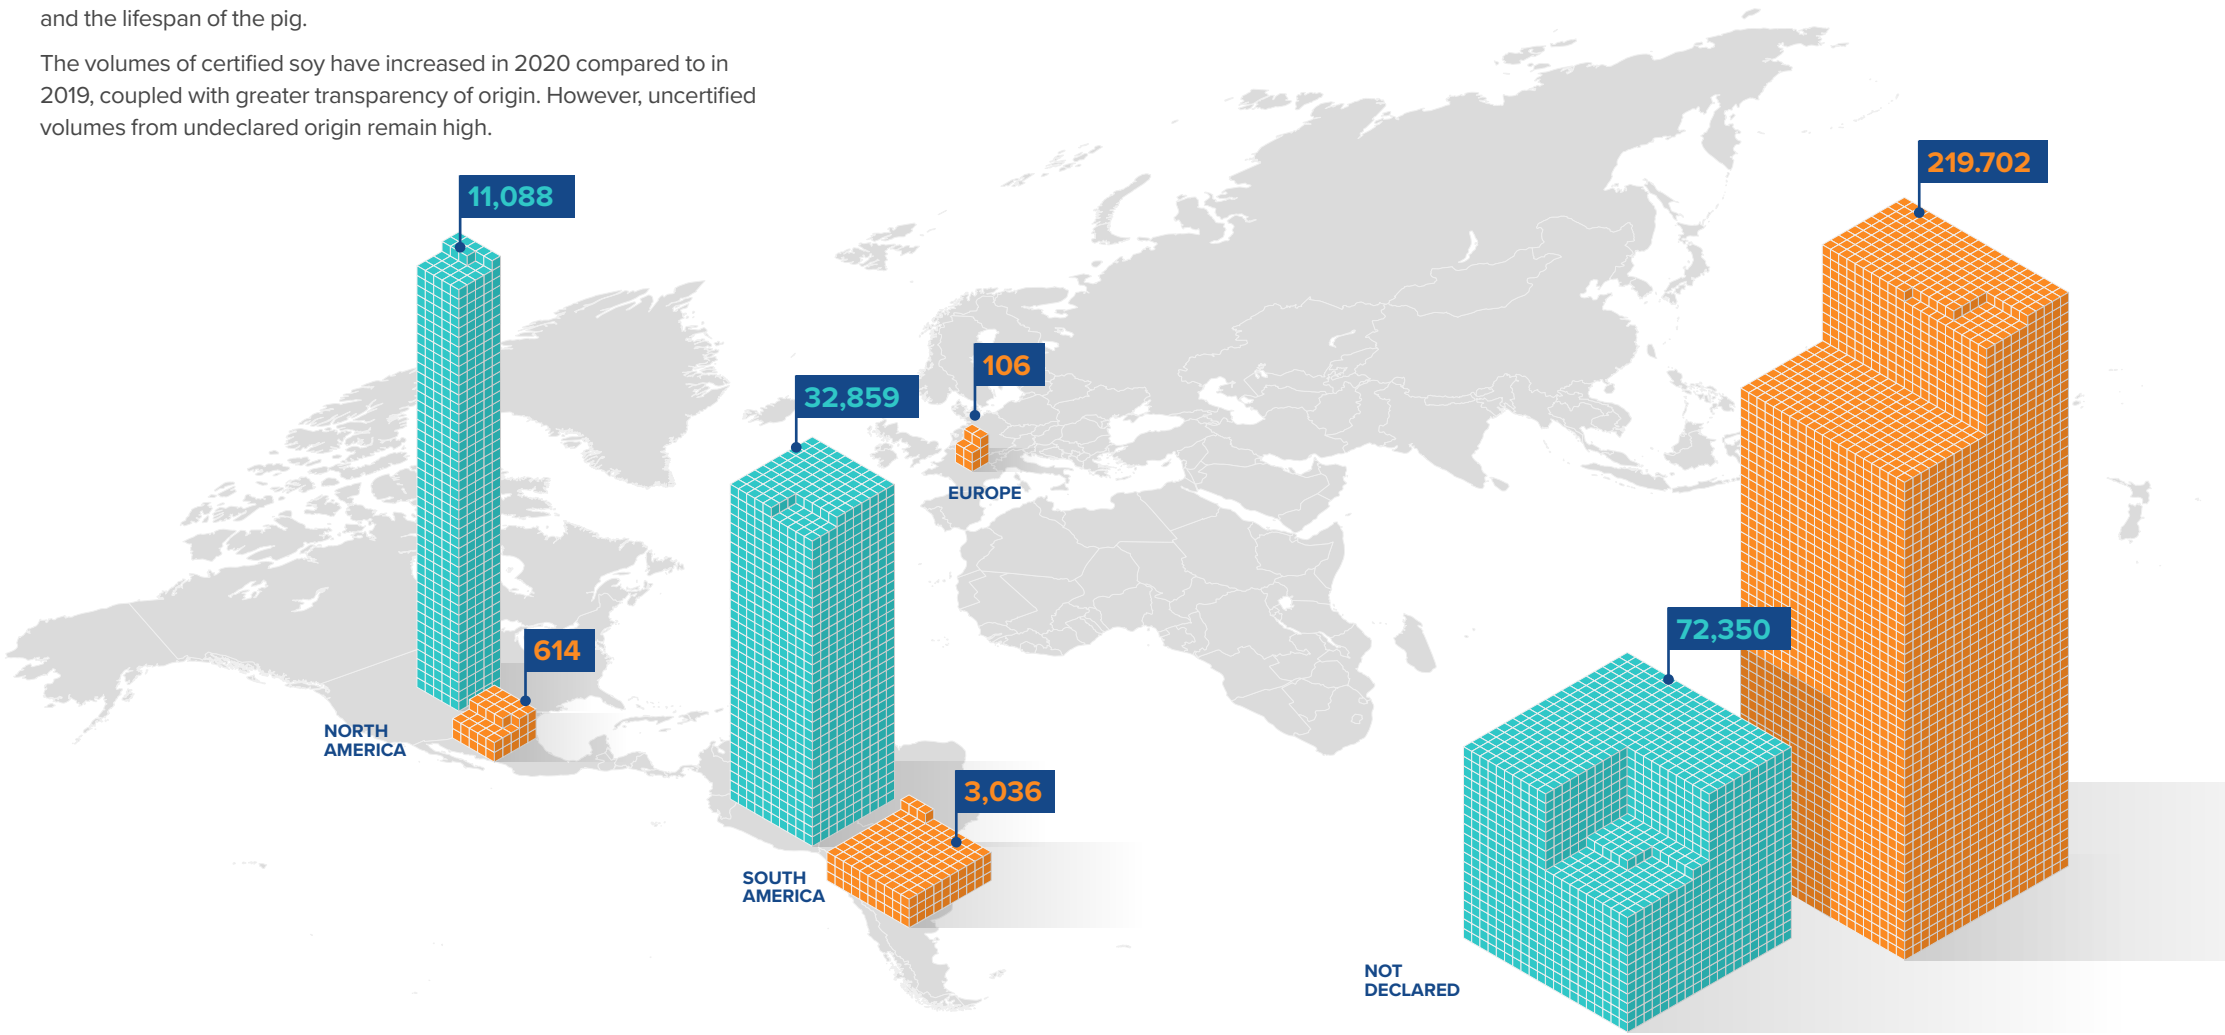 and the lifespan of the pig.
The volumes of certified soy have increased in 2020 compared to in
2019, coupled with greater transparency of origin. However, uncertified
volumes from undeclared origin remain high.
11,088
614
NORTH
AMERICA
32,859
3,036
SOUTH
AMERICA
106
EUROPE
219.702
72,350
NOT
DECLARED